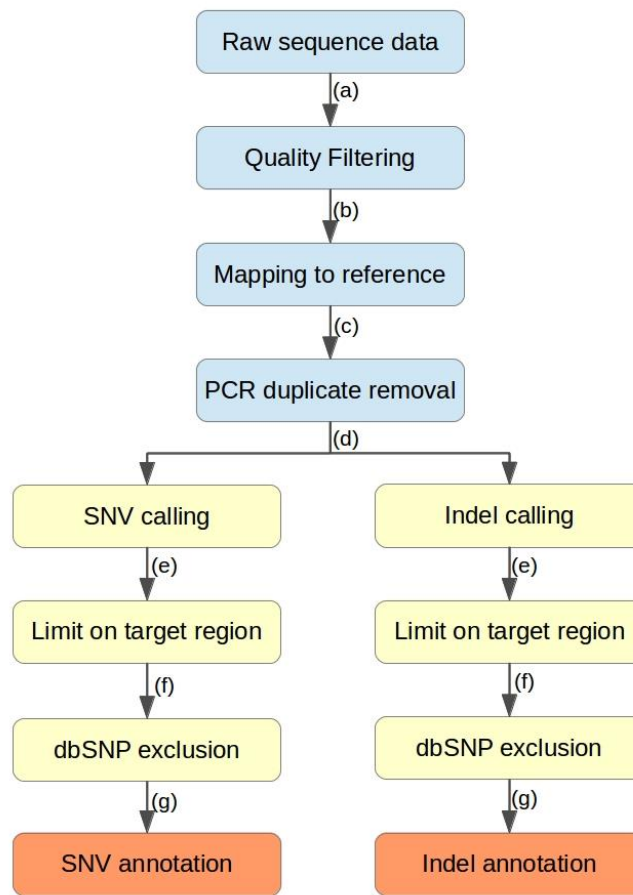 Raw sequence data
(a)
Quality Filtering
(b)
Mapping to reference
(c)
PCR duplicate removal
(d)
SNV calling
Indel calling
(e)
(e)
Limit on target region
Limit on target region
(f)
(f)
dbSNP exclusion
dbSNP exclusion
(g)
(g)
SNV annotation
Indel annotation